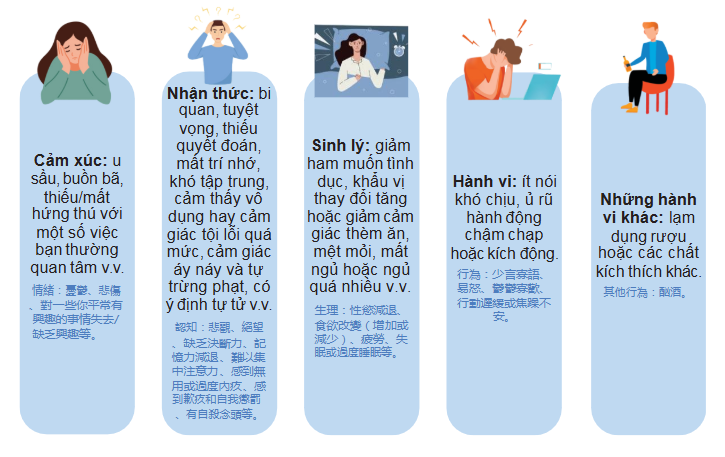 Cảm xúc: u
sầu, buồn bã,
thiếu/mất
hứng thú với
một số việc
bạn thường
quan tâm v.v.
情緒：憂鬱、悲傷
、對一些你平常有
興趣的事情失去/
缺乏興趣等。
Nhận thức: bi
quan, tuyệt
vọng, thiếu
quyết đoán,
mất trí nhớ,
khó tập trung,
cảm thấy vô
dụng hay cảm
giác tội lỗi quá
mức, cảm giác
áy náy và tự
trừng phạt, có
ý định tự tử v.v.
認知：悲觀、絕望
、缺乏決斷力、記
憶力減退、難以集
中注意力、感到無
用或過度內疚、感
到歉疚和自我懲罰
、有自殺念頭等。
Sinh lý: giảm
ham muốn tình
dục, khẩu vị
thay đổi tăng
hoặc giảm cảm
giác thèm ăn,
mệt mỏi, mất
ngủ hoặc ngủ
quá nhiều v.v.
生理：性慾減退、
食欲改變（增加或
減少）、疲勞、失
眠或過度睡眠等。
Hành vi: ít nói
khó chịu, ủ rũ
hành động
chậm chạp
hoặc kích động.
行為：少言寡語、
易怒、鬱鬱寡歡、
行動遲緩或焦躁不
安。
Những hành
vi khác: lạm
dụng rượu
hoặc các chất
kích thích khác.
其他行為：酗酒。